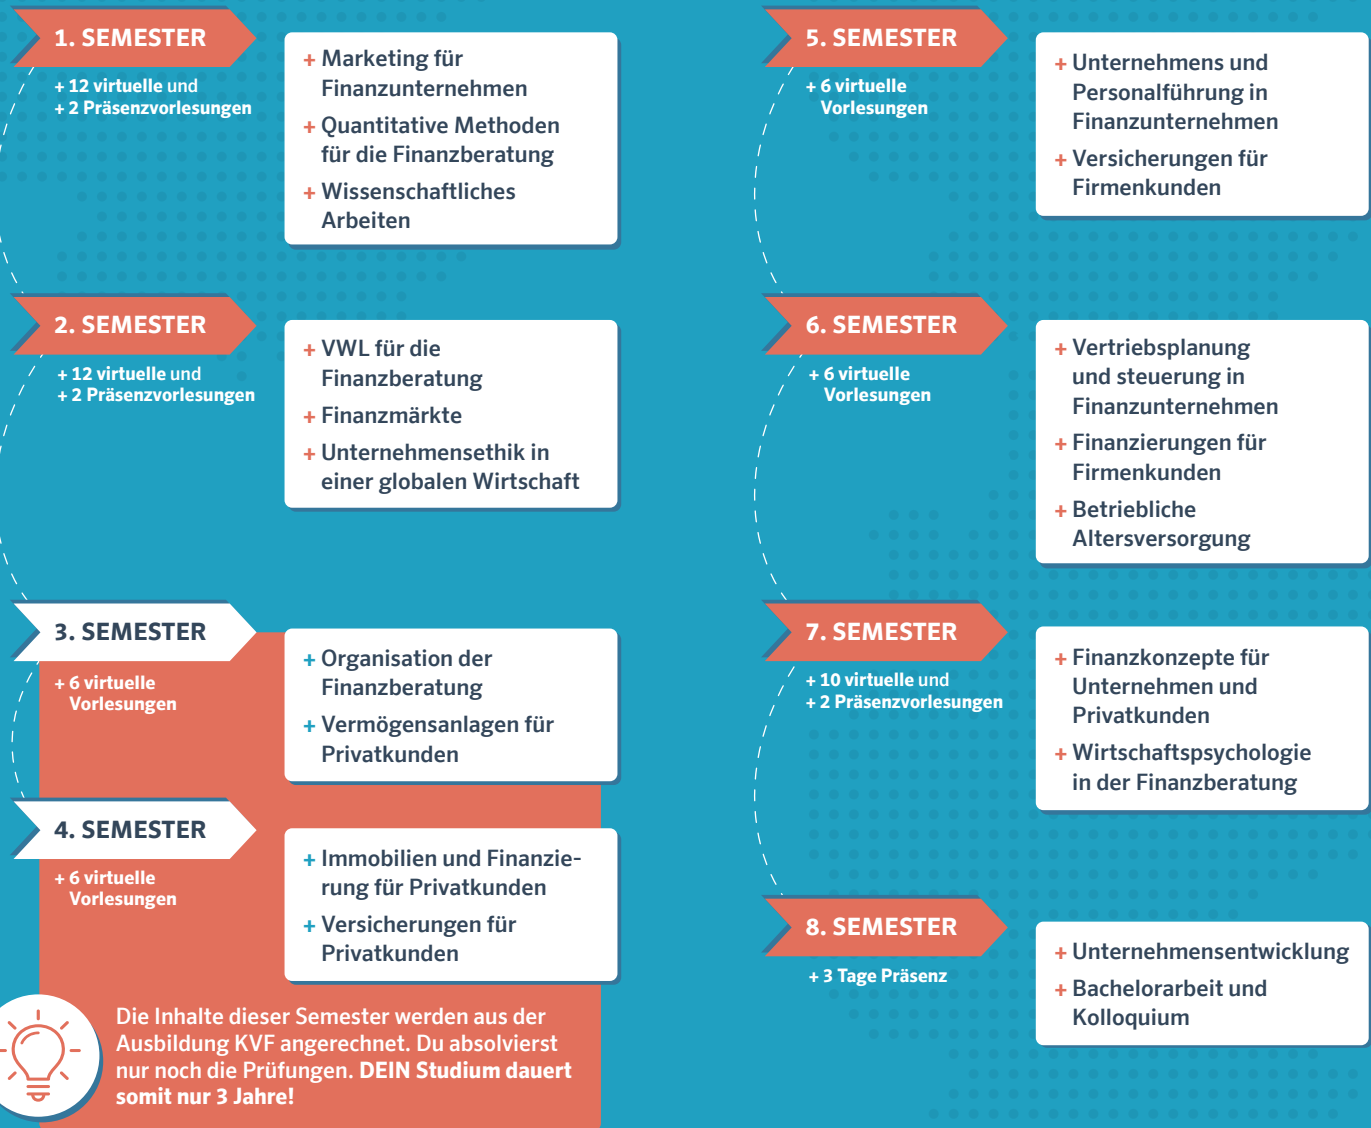 1. SEMESTER
+ 12 virtuelle und
+ 2 Präsenzvorlesungen
+ Marketing für
Finanzunternehmen
+ Quantitative Methoden
für die Finanzberatung
+ Wissenschaftliches
Arbeiten
2. SEMESTER
+ 12 virtuelle und
+ 2 Präsenzvorlesungen
+ VWL für die
Finanzberatung
+ Finanzmärkte
+ Unternehmensethik in
einer globalen Wirtschaft
3. SEMESTER
+ 6 virtuelle
Vorlesungen
+ Organisation der
Finanzberatung
+ Vermögensanlagen für
Privatkunden
4. SEMESTER
+ 6 virtuelle
Vorlesungen
+ Immobilien und Finanzie-
rung für Privatkunden
+ Versicherungen für
Privatkunden
Die Inhalte dieser Semester werden aus der
Ausbildung KVF angerechnet. Du absolvierst
nur noch die Prüfungen. DEIN Studium dauert
somit nur 3 Jahre!
5. SEMESTER
+ 6 virtuelle
Vorlesungen
+ Unternehmens und
Personalführung in
Finanzunternehmen
+ Versicherungen für
Firmenkunden
6. SEMESTER
+ 6 virtuelle
Vorlesungen
+ Vertriebsplanung
und steuerung in
Finanzunternehmen
+ Finanzierungen für
Firmenkunden
+ Betriebliche
Altersversorgung
7. SEMESTER
+ 10 virtuelle und
+ 2 Präsenzvorlesungen
+ Finanzkonzepte für
Unternehmen und
Privatkunden
+ Wirtschaftspsychologie
in der Finanzberatung
8. SEMESTER
+ 3 Tage Präsenz
+ Unternehmensentwicklung
+ Bachelorarbeit und
Kolloquium